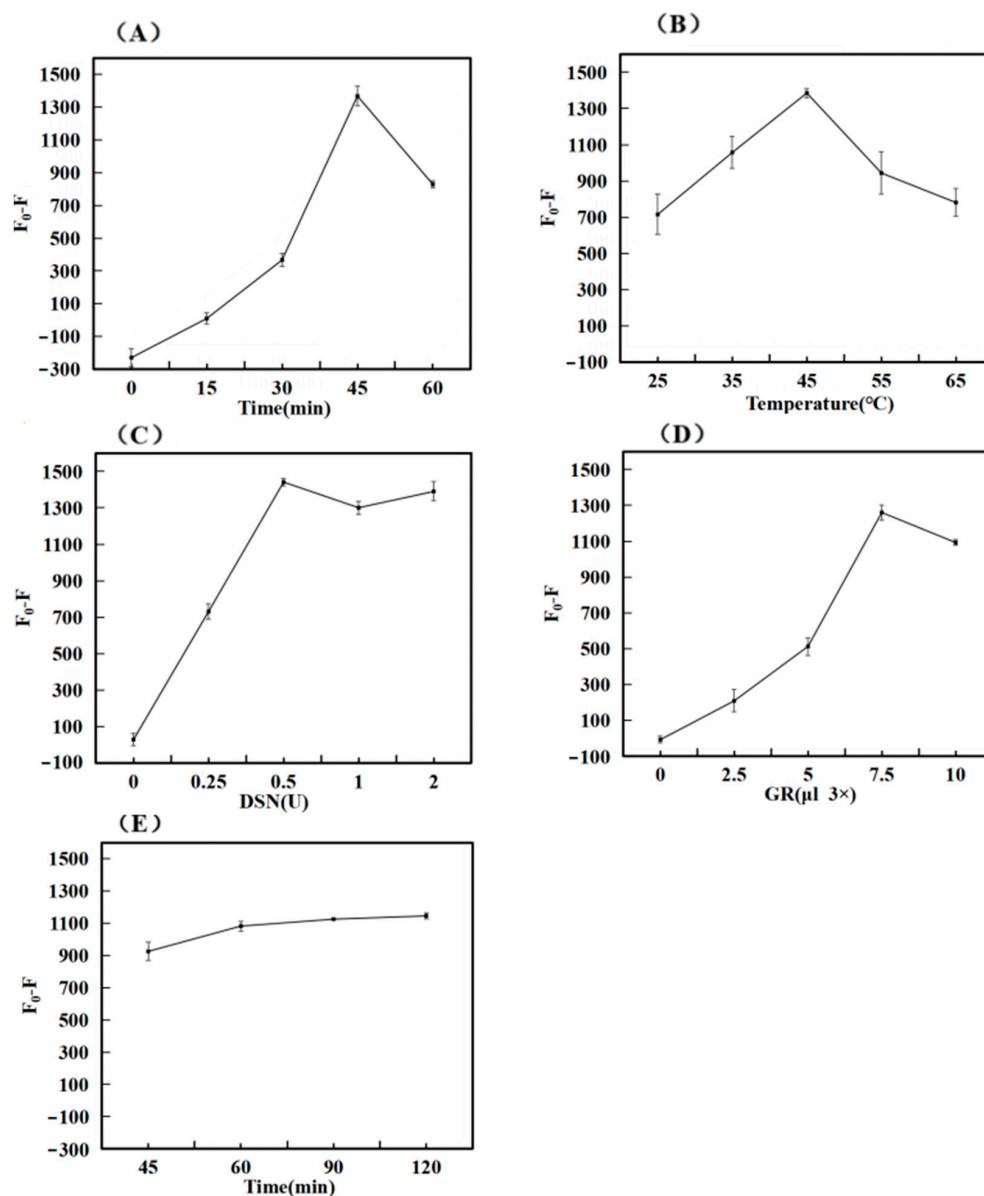 （A）
1500
1300
1100
900
700
500
300
100
−100
−300
F0-F
0 15 30 45 60
Time(min)
（B）
1500
1300
1100
900
700
500
300
100
−100
F0-F
25 35 45 55 65
Temperature(°C)
（C）
1500
1300
1100
900
700
500
300
100
−100
F0-F
0 0.25 0.5 1 2
DSN(U)
（D）
1500
1300
1100
900
700
500
300
100
−100
F0-F
0 2.5 5 7.5 10
GR(μl 3×)
（E）
1500
1300
1100
900
700
500
300
100
−100
−300
F0-F
45 60 90 120
Time(min)